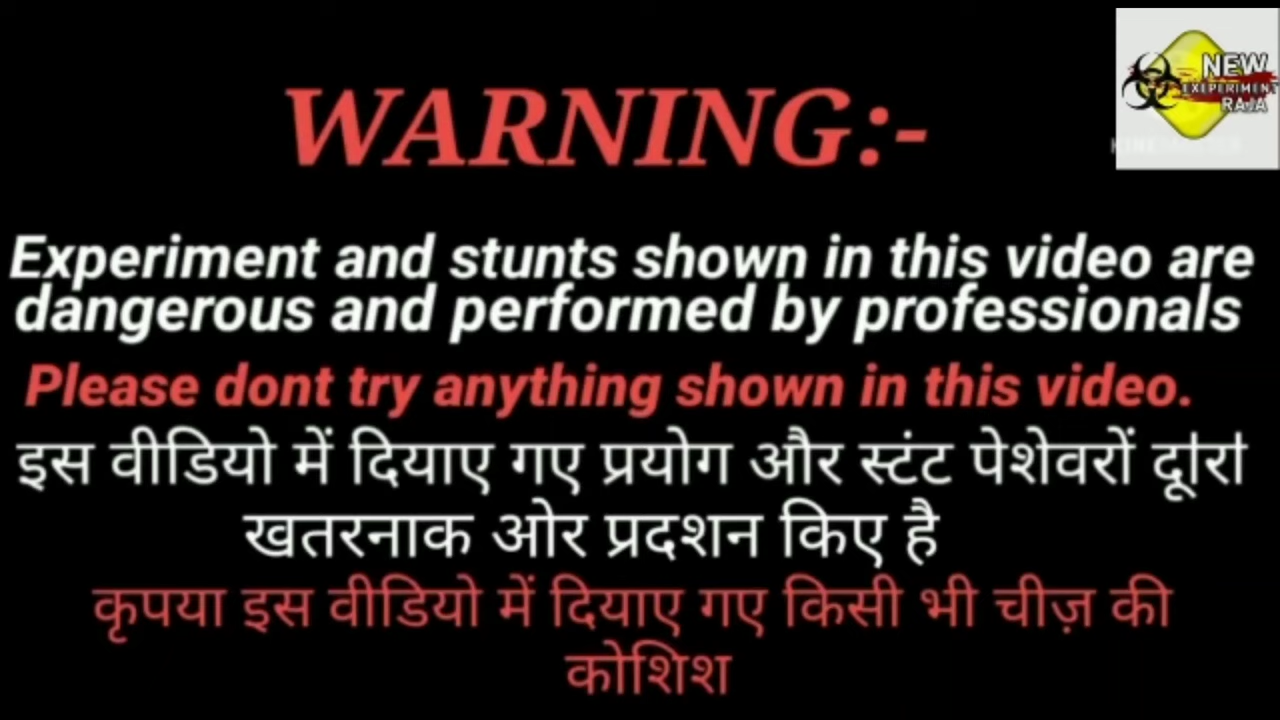 WARNING:-
NEW
EXEPERIMENT
RAJA
Experiment and stunts shown in this video are
dangerous and performed by professionals
Please dont try anything shown in this video.
इस वीडियो में दियाए गए प्रयोग और स्टंट पेशेवरों दूारा
खतरनाक ओर प्रदशन किए है
कृपया इस वीडियो में दियाए गए किसी भी चीज़ की
कोशिश